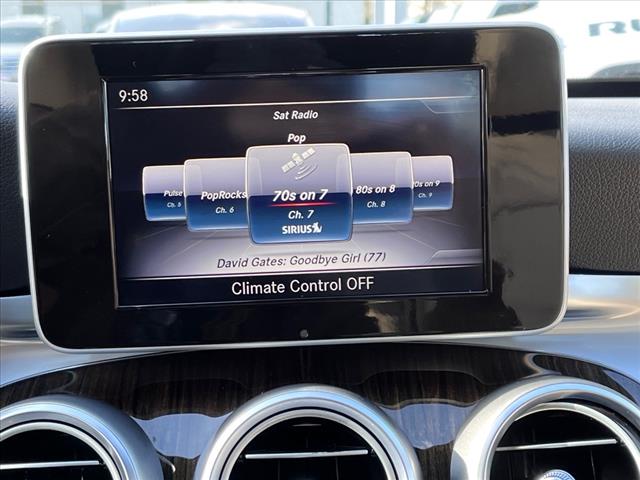 9:58
Sat Radio
Pop
Pulse
Ch. 5
PopRocks
Ch. 6
70s on 7
Ch. 7
SIRIUS
80s on 8
Ch. 8
0s on 9
Ch. 9
David Gates: Goodbye Girl (77)
Climate Control OFF